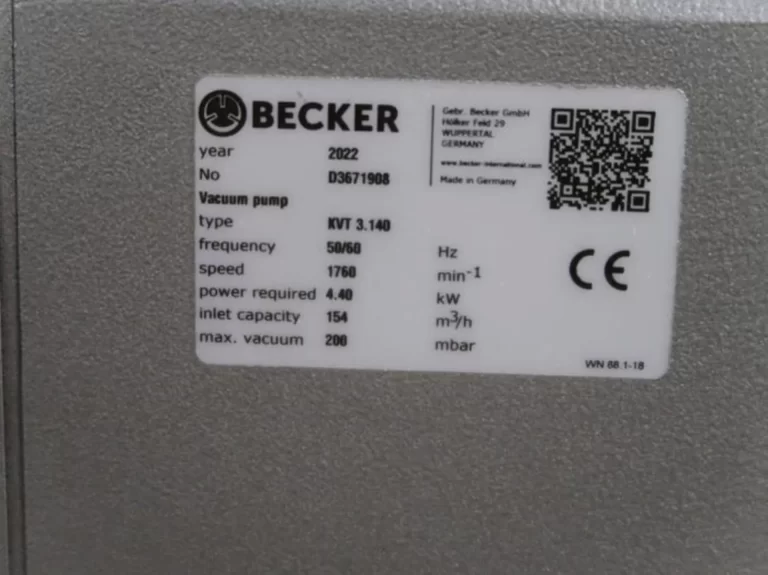 BECKER
Gebr. Becker GmbH
Hölker Feld 29
WUPPERTAL
GERMANY
www.becker-international.com
Made in Germany
year 2022
No D3671908
Vacuum pump
type KVT 3.140
frequency 50/60 Hz
speed 1760 min-1
power required 4.40 kW
inlet capacity 154 m3/h
max. vacuum 200 mbar
CE
WN 68.1-18